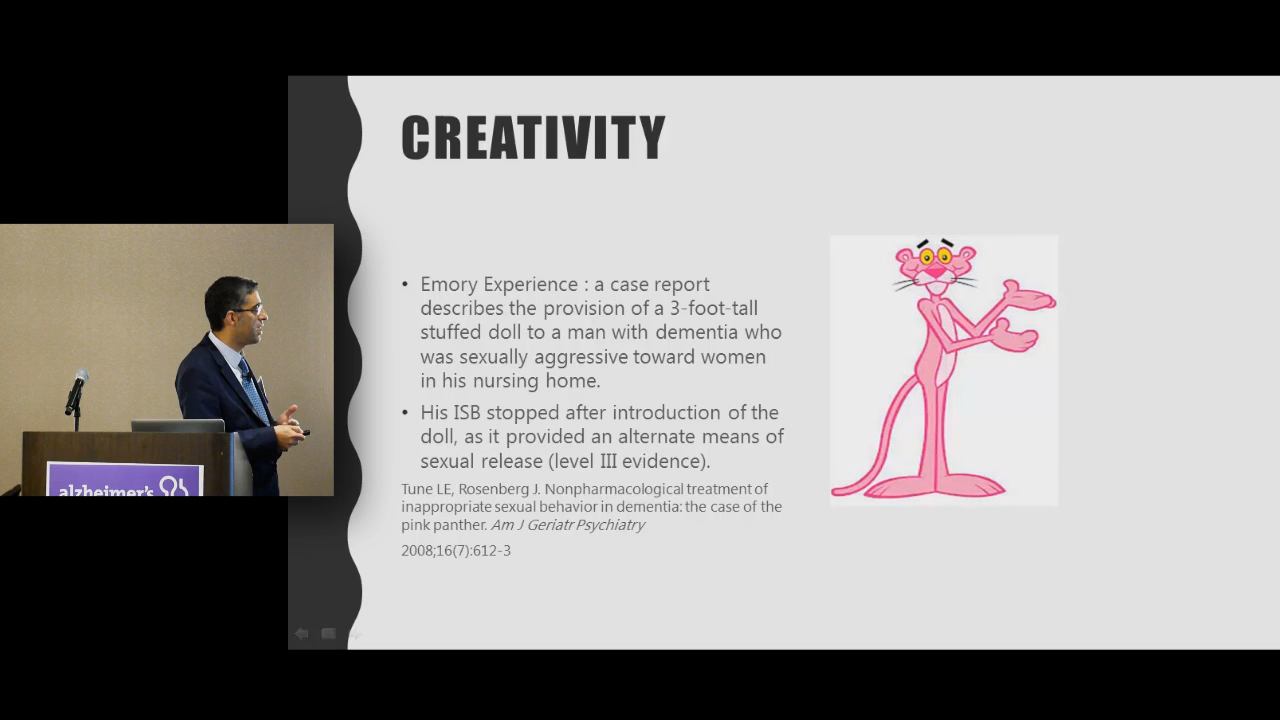 CREATIVITY
• Emory Experience : a case report
describes the provision of a 3-foot-tall
stuffed doll to a man with dementia who
was sexually aggressive toward women
in his nursing home.
• His ISB stopped after introduction of the
doll, as it provided an alternate means of
sexual release (level III evidence).
Tune LE, Rosenberg J. Nonpharmacological treatment of
inappropriate sexual behavior in dementia: the case of the
pink panther. Am J Geriatr Psychiatry
2008;16(7):612-3
alzheimer's